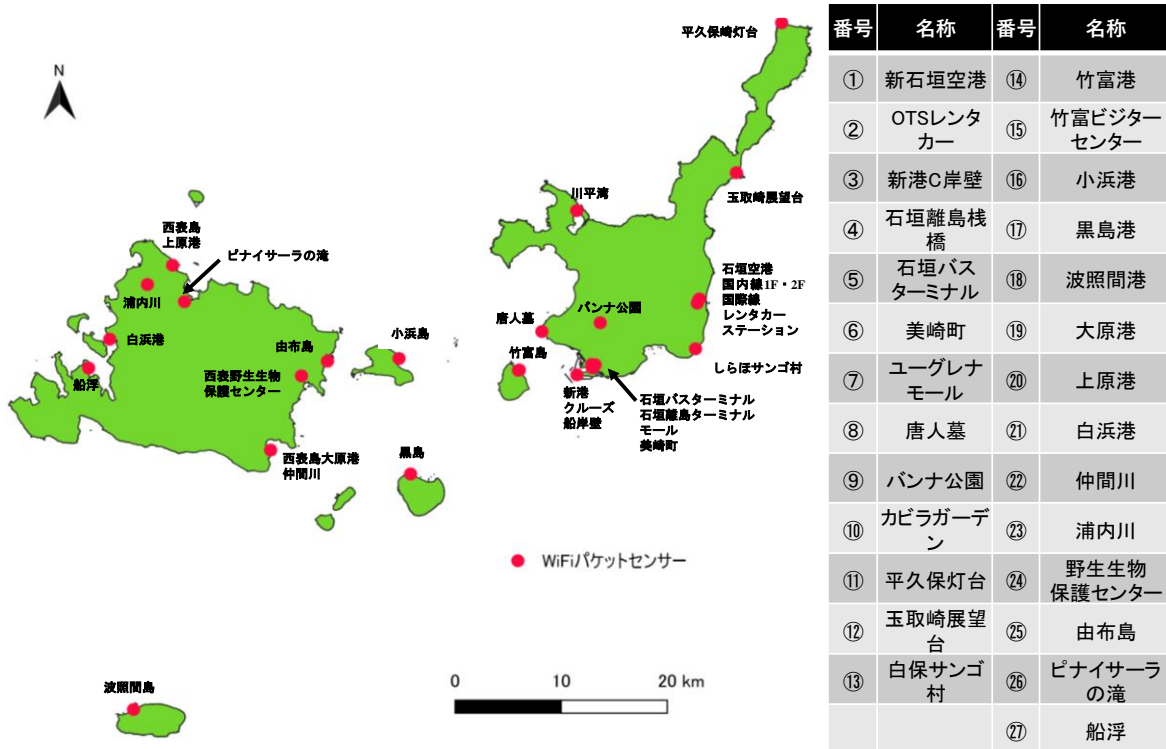 平久保崎灯台
N
川平湾
玉取崎展望台
西表島
上原港
ピナイサーラの滝
石垣空港
国内線1F・2F
国際線
レンタカー
ステーション
浦内川
バンナ公園
唐人墓
白浜港
小浜島
由布島
竹富島
しらほサンゴ村
船浮
西表野生生物
保護センター
新港
クルーズ
船岸壁
石垣バスターミナル
石垣離島ターミナル
モール
美崎町
西表島大原港
仲間川
黒島
WiFiパケットセンサー
波照間島
0 10 20 km
番号 名称 番号 名称
① 新石垣空港 ⑭ 竹富港
② OTSレンタ
カー ⑮ 竹富ビジター
センター
③ 新港C岸壁 ⑯ 小浜港
④ 石垣離島桟
橋 ⑰ 黒島港
⑤ 石垣バス
ターミナル ⑱ 波照間港
⑥ 美崎町 ⑲ 大原港
⑦ ユーグレナ
モール ⑳ 上原港
⑧ 唐人墓 ㉑ 白浜港
⑨ バンナ公園 ㉒ 仲間川
⑩ カビラガーデ
ン ㉓ 浦内川
⑪ 平久保灯台 ㉔ 野生生物
保護センター
⑫ 玉取崎展望
台 ㉕ 由布島
⑬ 白保サンゴ
村 ㉖ ピナイサーラ
の滝
㉗ 船浮